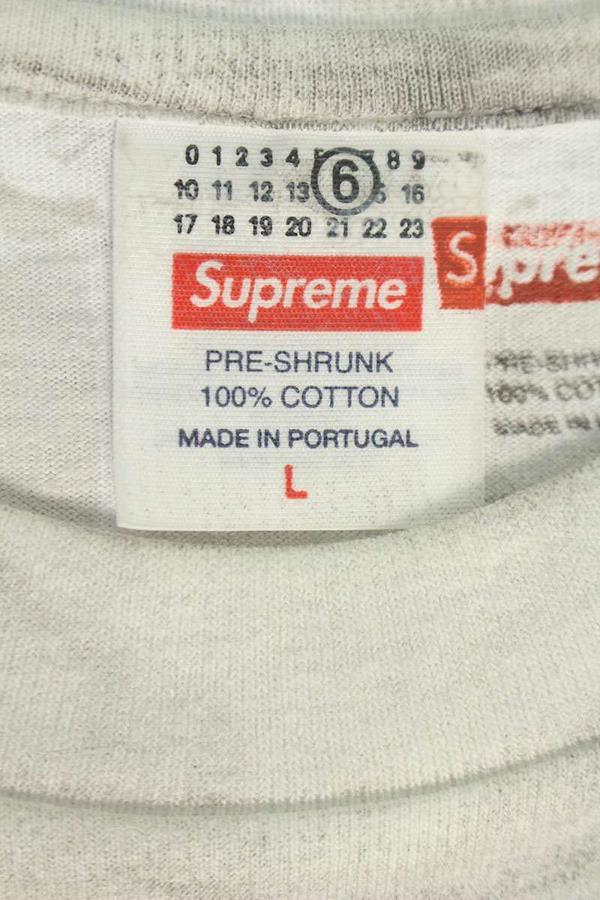 0 1 2 3 4 6 8 9
10 11 12 13 16
17 18 19 20 21 22 23
Supreme
PRE-SHRUNK
100% COTTON
MADE IN PORTUGAL
L
S